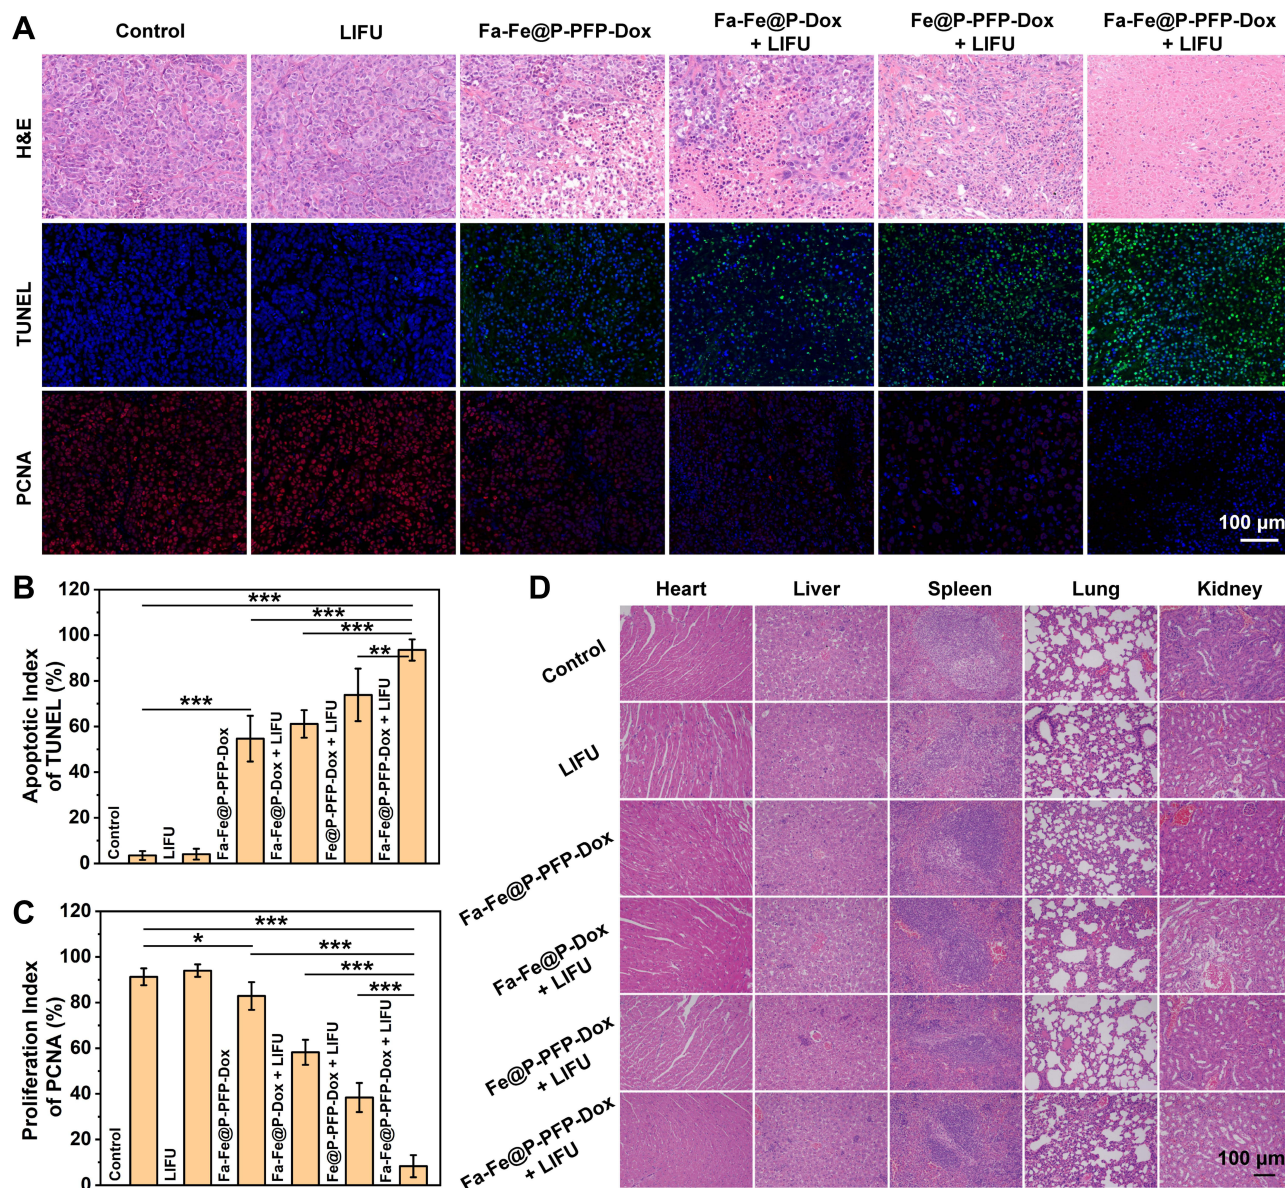 A
Control
LIFU
Fa-Fe@P-PFP-Dox
Fa-Fe@P-Dox
+ LIFU
Fe@P-PFP-Dox
+ LIFU
Fa-Fe@P-PFP-Dox
+ LIFU
H&E
TUNEL
PCNA
100 μm
B
Apoptotic Index
of TUNEL (%)
120
100
80
60
40
20
0
***
***
***
**
***
Control
LIFU
Fa-Fe@P-PFP-Dox
Fa-Fe@P-Dox + LIFU
Fe@P-PFP-Dox + LIFU
Fa-Fe@P-PFP-Dox + LIFU
C
Proliferation Index
of PCNA (%)
120
100
80
60
40
20
0
***
*
***
***
***
Control
LIFU
Fa-Fe@P-PFP-Dox
Fa-Fe@P-Dox + LIFU
Fe@P-PFP-Dox + LIFU
Fa-Fe@P-PFP-Dox + LIFU
D
Heart
Liver
Spleen
Lung
Kidney
Control
LIFU
Fa-Fe@P-PFP-Dox
Fa-Fe@P-Dox
+ LIFU
Fe@P-PFP-Dox
+ LIFU
Fa-Fe@P-PFP-Dox
+ LIFU
100 μm